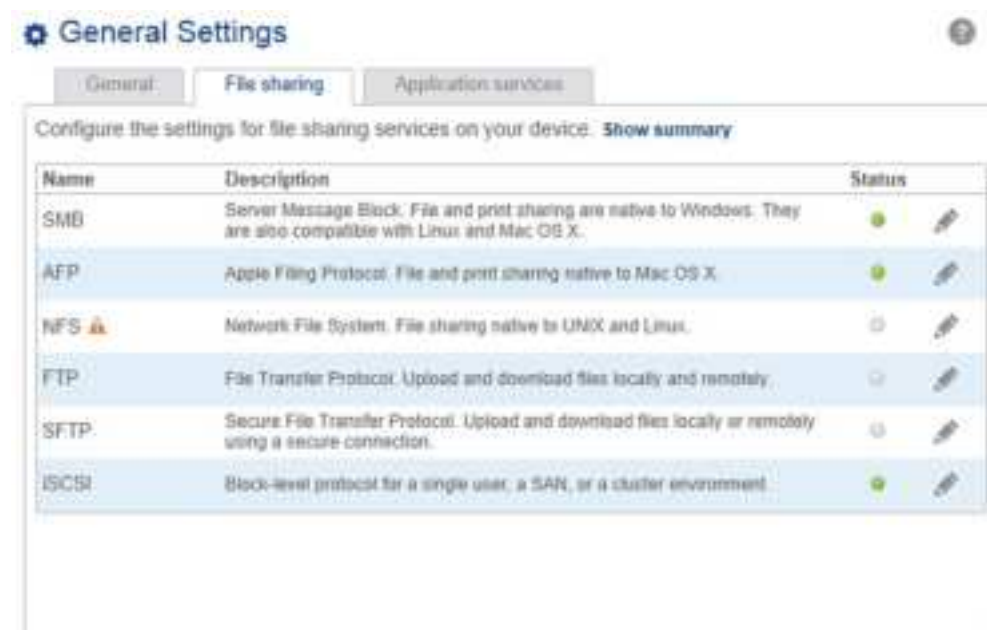 General Settings
General File sharing Application services
Configure the settings for file sharing services on your device. Show summary
Name Description Status
SMB Server Message Block. File and print sharing are native to Windows. They
are also compatible with Linux and Mac OS X.
AFP Apple Filing Protocol. File and print sharing native to Mac OS X.
NFS Network File System. File sharing native to UNIX and Linux.
FTP File Transfer Protocol. Upload and download files locally and remotely.
SFTP Secure File Transfer Protocol. Upload and download files locally or remotely
using a secure connection.
iSCSI Block-level protocol for a single user, a SAN, or a cluster environment.